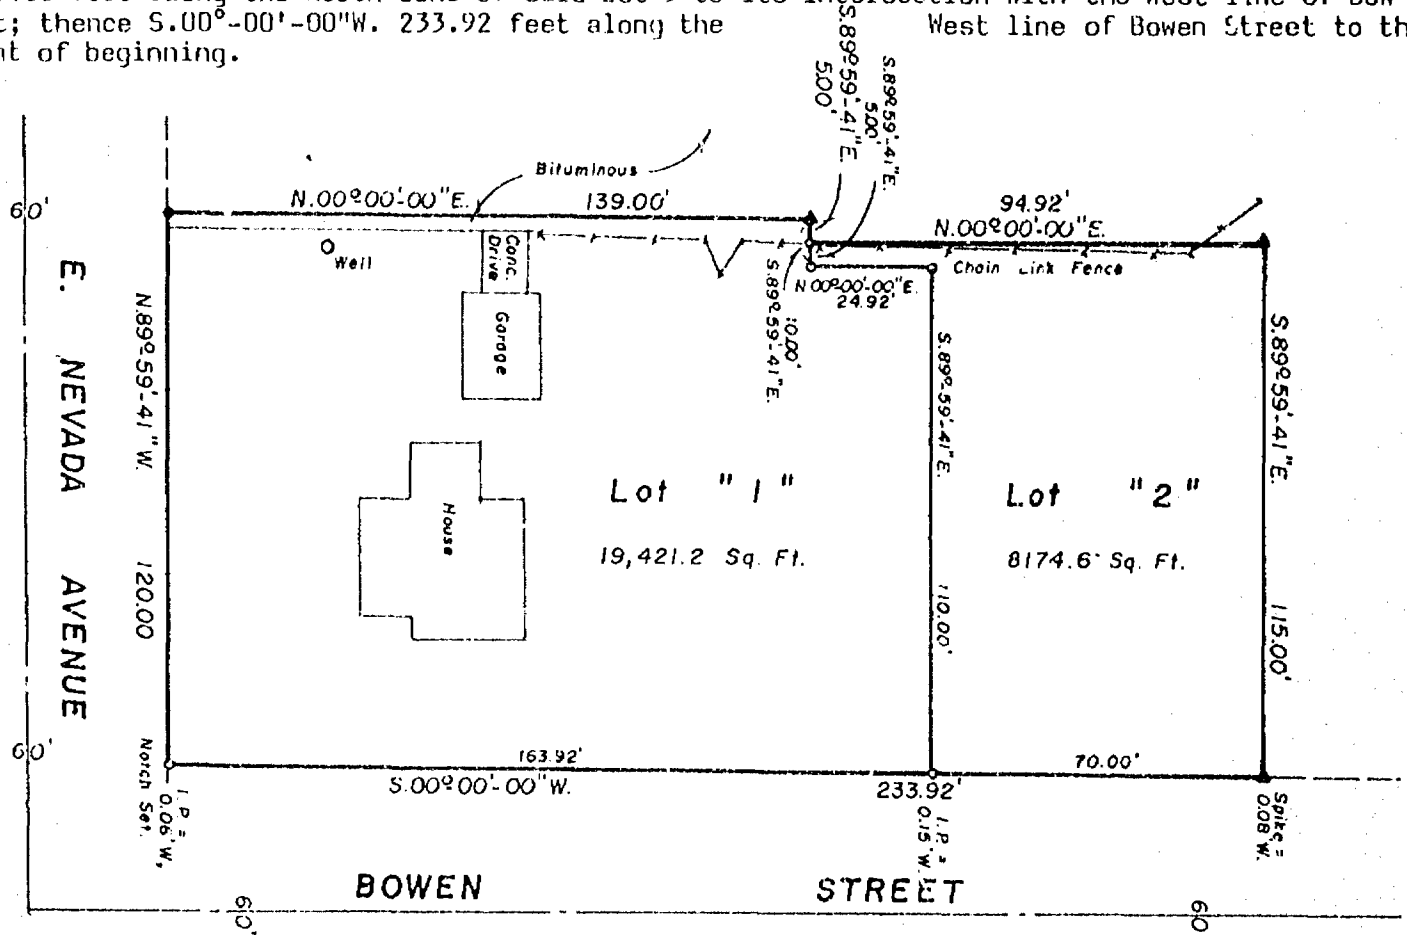 t; thence S.00°-00'-00"W. 233.92 feet along the West line of Bowen Street to th
nt of beginning.
S.89°59'-41"E.
5.00'
S.89°59'-41"E.
5.00'
Bituminous
60'
N.00°00'-00"E.
139.00'
94.92'
N.00°00'-00"E.
Well
Conc.
Drive
Chain Link Fence
N 00°-00'-00"E.
24.92'
10.00'
S.89°59'-41"E.
Garage
E. NEVADA AVENUE
N.89°-59'-41"W. 120.00
S.89°-59'-41"E. 110.00'
S.89°59'-41"E. 115.00'
Lot "1"
19,421.2 Sq. Ft.
Lot "2"
8174.6 Sq. Ft.
House
60'
163.92'
S.00°00'-00"W.
70.00'
233.92'
I.P. =
0.06'W,
Notch Set.
I.P. =
0.15'W.
Spike =
0.08'W.
BOWEN STREET
60'
60